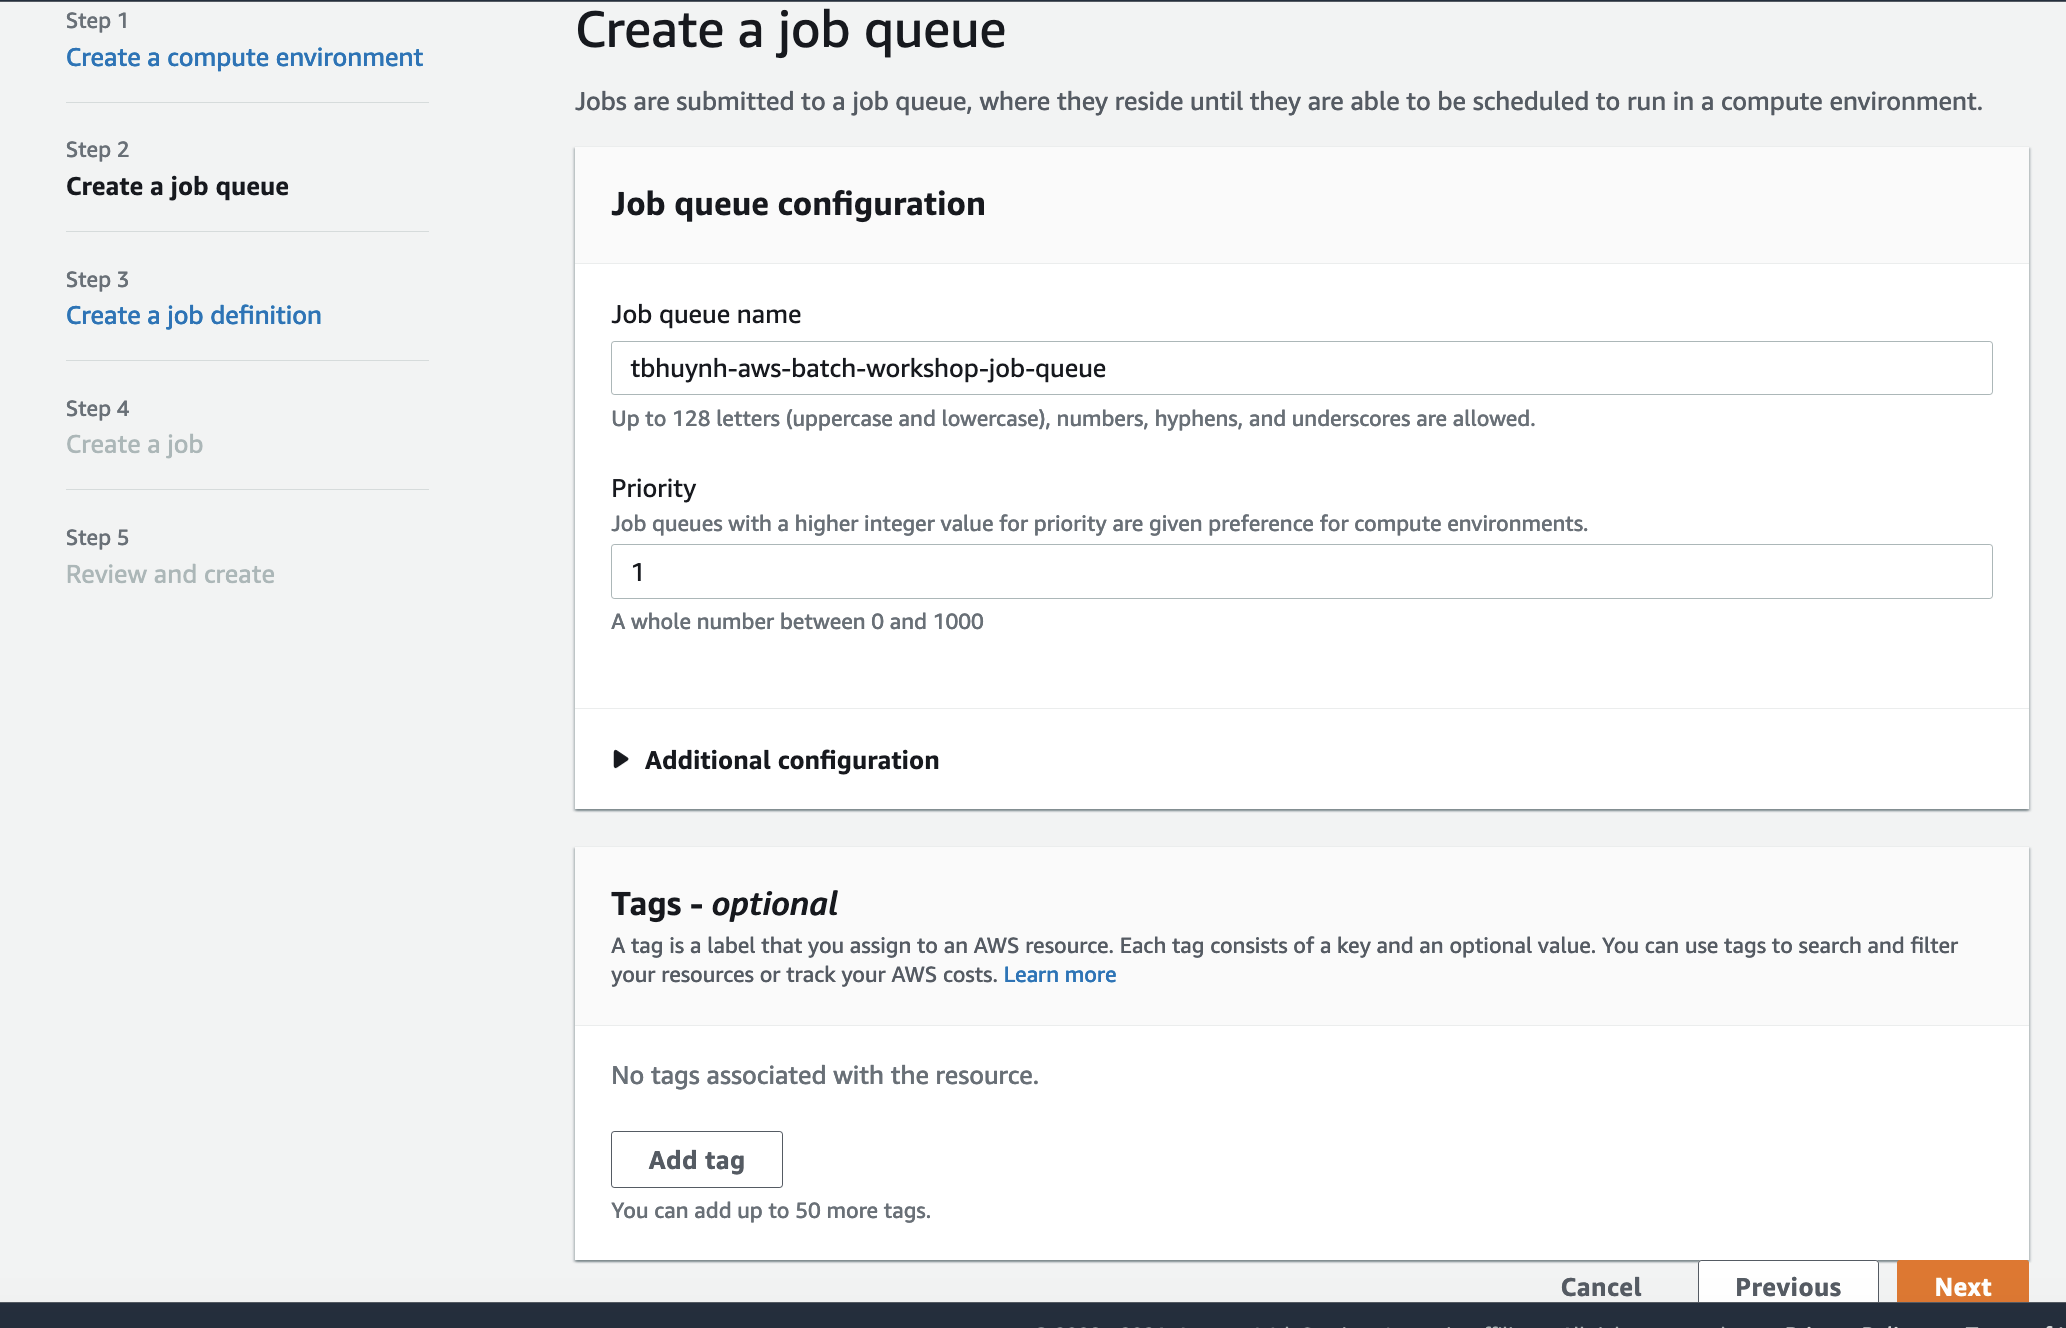 Step 1
Create a compute environment
Step 2
Create a job queue
Step 3
Create a job definition
Step 4
Create a job
Step 5
Review and create
Create a job queue
Jobs are submitted to a job queue, where they reside until they are able to be scheduled to run in a compute environment.
Job queue configuration
Job queue name
tbhuynh-aws-batch-workshop-job-queue
Up to 128 letters (uppercase and lowercase), numbers, hyphens, and underscores are allowed.
Priority
Job queues with a higher integer value for priority are given preference for compute environments.
1
A whole number between 0 and 1000
Additional configuration
Tags - optional
A tag is a label that you assign to an AWS resource. Each tag consists of a key and an optional value. You can use tags to search and filter
your resources or track your AWS costs. Learn more
No tags associated with the resource.
Add tag
You can add up to 50 more tags.
Cancel
Previous
Next